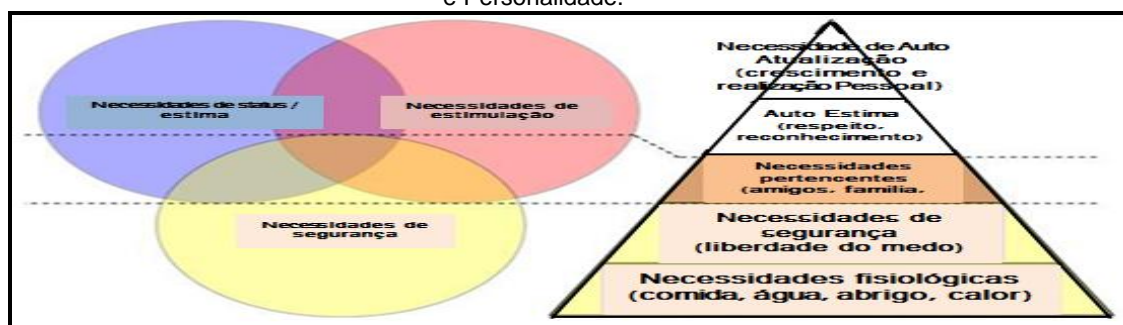 e Personalidade.
Necessidades de status /
estima
Necessidades de
estimulação
Necessidades de
segurança
Necessidade de Auto
Atualização
(crescimento e
realização Pessoal)
Auto Estima
(respeito,
reconhecimento)
Necessidades
pertencentes
(amigos, família,
Necessidades de
segurança
(liberdade do medo)
Necessidades fisiológicas
(comida, água, abrigo, calor)